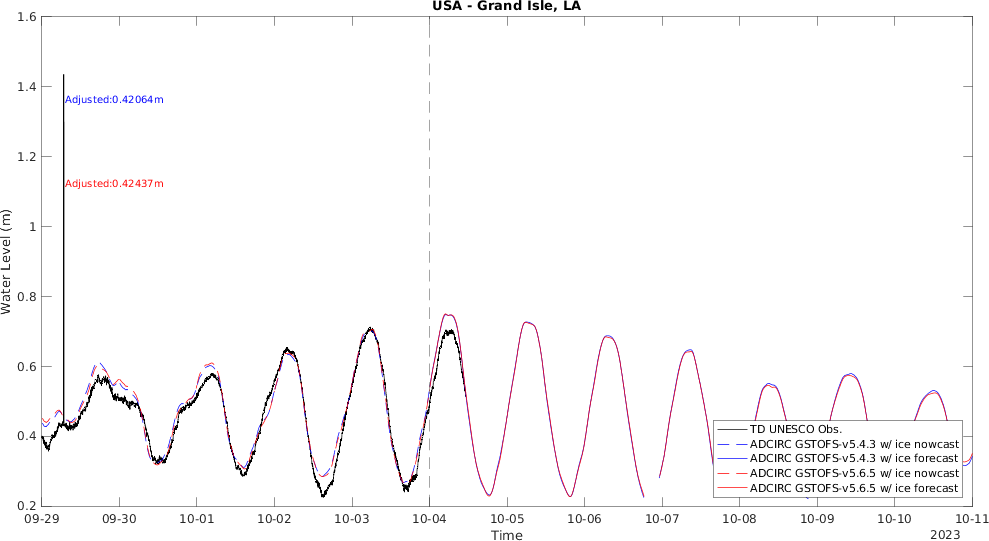 USA - Grand Isle, LA
1.6
1.4
1.2
1
0.8
0.6
0.4
0.2
Water Level (m)
Adjusted:0.42064m
Adjusted:0.42437m
TD UNESCO Obs.
ADCIRC GSTOFS-v5.4.3 w/ ice nowcast
ADCIRC GSTOFS-v5.4.3 w/ ice forecast
ADCIRC GSTOFS-v5.6.5 w/ ice nowcast
ADCIRC GSTOFS-v5.6.5 w/ ice forecast
09-29 09-30 10-01 10-02 10-03 10-04 10-05 10-06 10-07 10-08 10-09 10-10 10-11
Time
2023